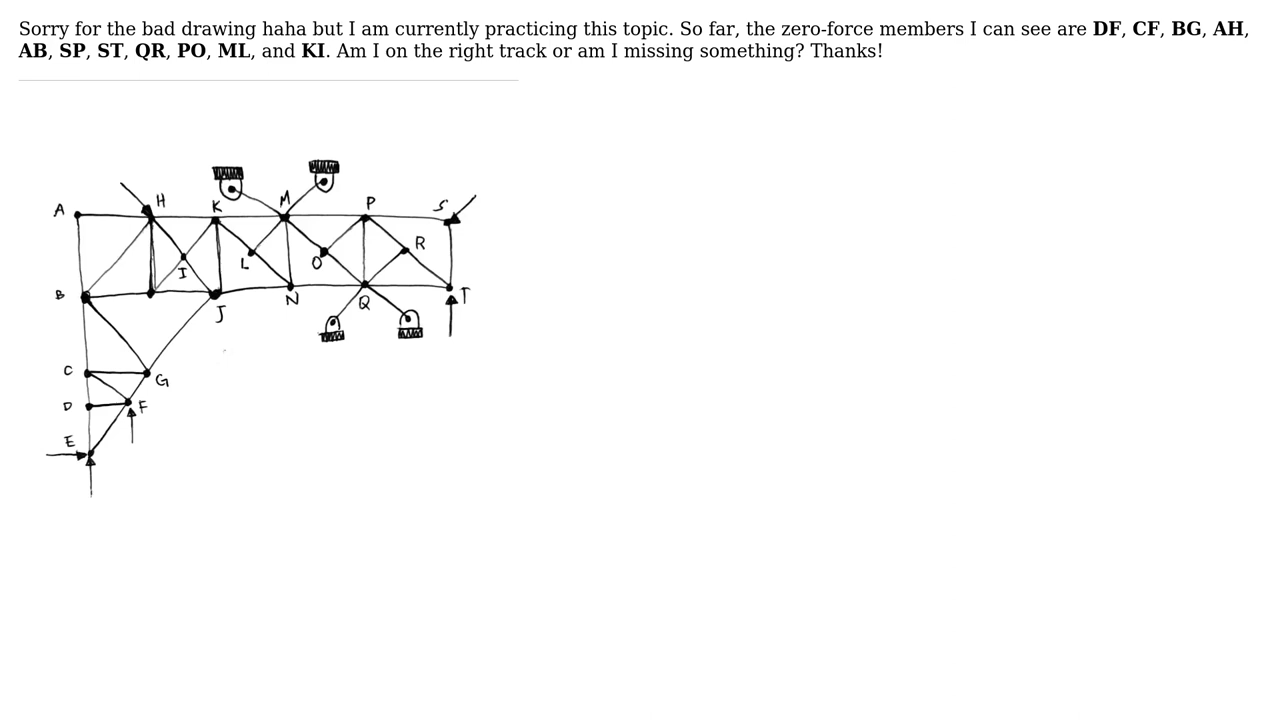 Sorry for the bad drawing haha but I am currently practicing this topic. So far, the zero-force members I can see are DF, CF, BG, AH,
AB, SP, ST, QR, PO, ML, and KI. Am I on the right track or am I missing something? Thanks!
H
K
M
P
S
A
R
L
O
I
B
N
Q
T
J
C
G
D
F
E